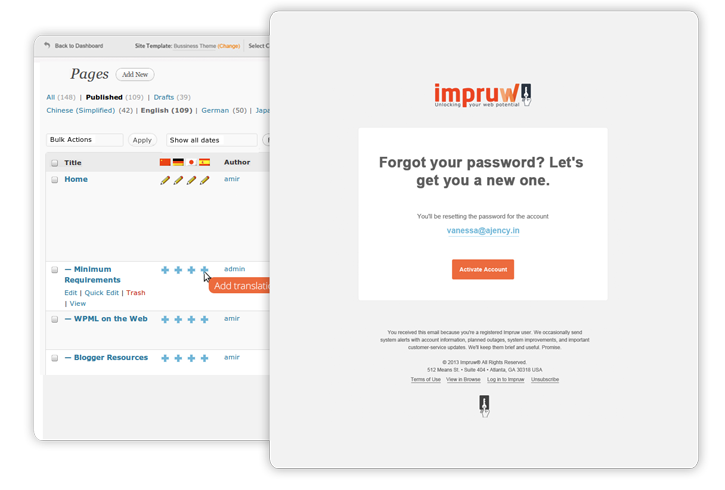 Back to Dashboard
Site Template: Busaness Theme (Change)
Select C
Pages
Add New
All (148) | Published (109) | Drafts (39)
Chinese (Simplified) (42) | English (109) | German (50) | Japa
Bulk Actions
Apply
Show all dates
Title
Author
Home
amir
— Minimum
Requirements
admin
Add translatio
Edit | Quick Edit | Trash
| View
— WPML on the Web
amir
— Blogger Resources
amir
impruw
Unlocking your web potential
Forgot your password? Let's
get you a new one.
You'll be resetting the password for the account
vanessa@ajency.in
Activate Account
You received this email because you're a registered Impruw user. We occasionally send
system alerts with account information, planned outages, system improvements, and important
customer-service updates. We'll keep them brief and useful. Promise.
© 2013 Impruw® All Rights Reserved.
512 Means St. • Suite 404 • Atlanta, GA 30318 USA
Terms of Use View in Browse Log in to Impruw Unsubscribe